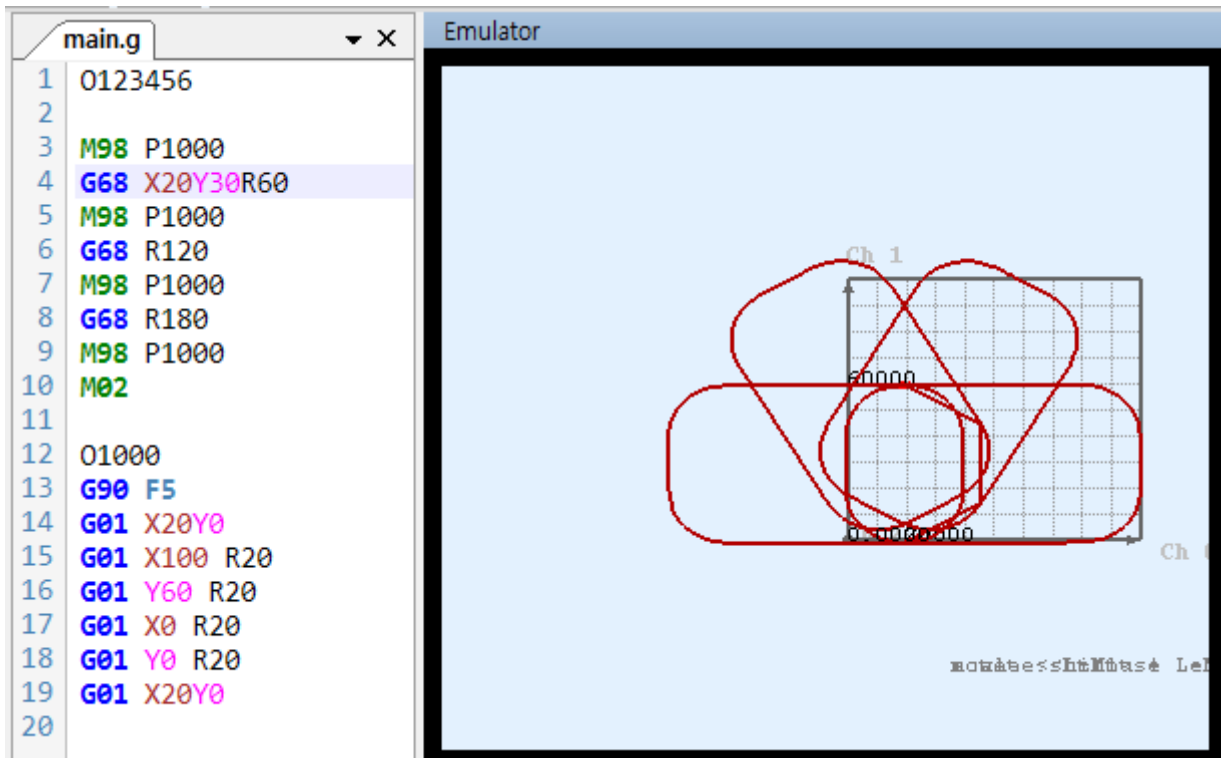 main.g
Emulator
1 O123456
2
3 M98 P1000
4 G68 X20Y30R60
5 M98 P1000
6 G68 R120
7 M98 P1000
8 G68 R180
9 M98 P1000
10 M02
11
12 O1000
13 G90 F5
14 G01 X20Y0
15 G01 X100 R20
16 G01 Y60 R20
17 G01 X0 R20
18 G01 Y0 R20
19 G01 X20Y0
20
Ch 1
60000
Ch